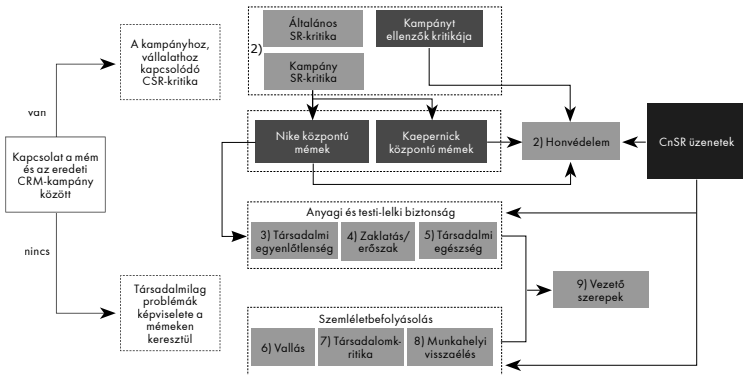 Általános
SR-kritika
Kampányt
ellenzők kritikája
2)
Kampány
SR-kritika
A kampányhoz,
vállalathoz
kapcsolódó
CSR-kritika
van
Kapcsolat a mém
és az eredeti
CRM-kampány
között
nincs
Társadalmilag
problémák
képviselete a
mémeken
keresztül
Nike központú
mémek
Kaepernick
központú mémek
2) Honvédelem
CnSR üzenetek
Anyagi és testi-lelki biztonság
3) Társadalmi
egyenlőtlenség
4) Zaklatás/
erőszak
5) Társadalmi
egészség
9) Vezető
szerepek
Szemléletbefolyásolás
6) Vallás
7) Társadalomk-
ritika
8) Munkahelyi
visszaélés